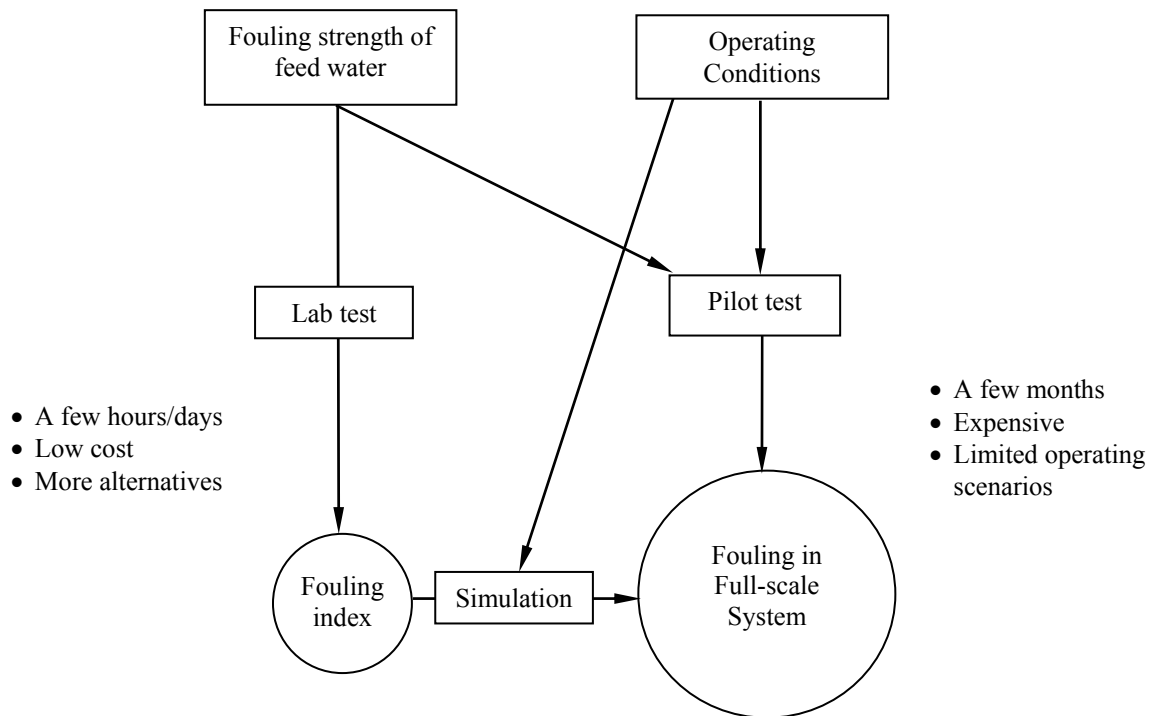 Fouling strength of
feed water
Operating
Conditions
Lab test
Pilot test
• A few hours/days
• Low cost
• More alternatives
• A few months
• Expensive
• Limited operating
scenarios
Fouling
index
Simulation
Fouling in
Full-scale
System